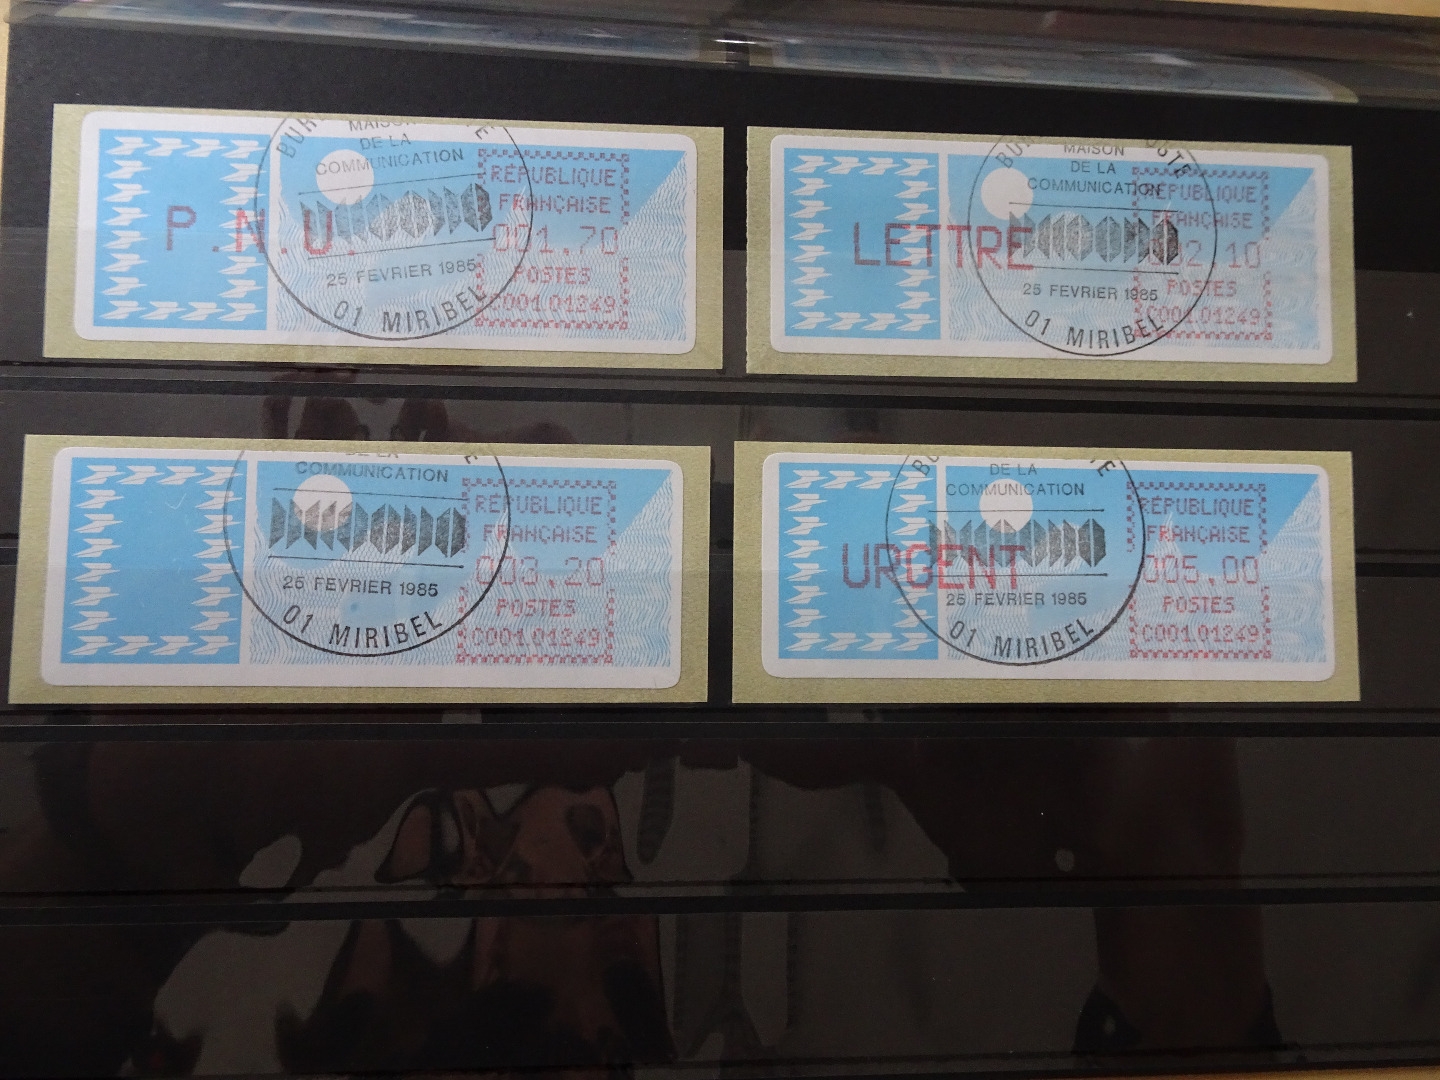 MAISON
DE LA
COMMUNICATION
P.N.U.
RÉPUBLIQUE
FRANÇAISE
001.70
POSTES
C001.01249
25 FEVRIER 1985
01 MIRIBEL
MAISON
DE LA
COMMUNICATION
LETTRE
RÉPUBLIQUE
FRANÇAISE
002.10
POSTES
C001.01249
25 FEVRIER 1985
01 MIRIBEL
DE LA
COMMUNICATION
RÉPUBLIQUE
FRANÇAISE
003.20
POSTES
C001.01249
25 FEVRIER 1985
01 MIRIBEL
DE LA
COMMUNICATION
URGENT
RÉPUBLIQUE
FRANÇAISE
005.00
POSTES
C001.01249
25 FEVRIER 1985
01 MIRIBEL